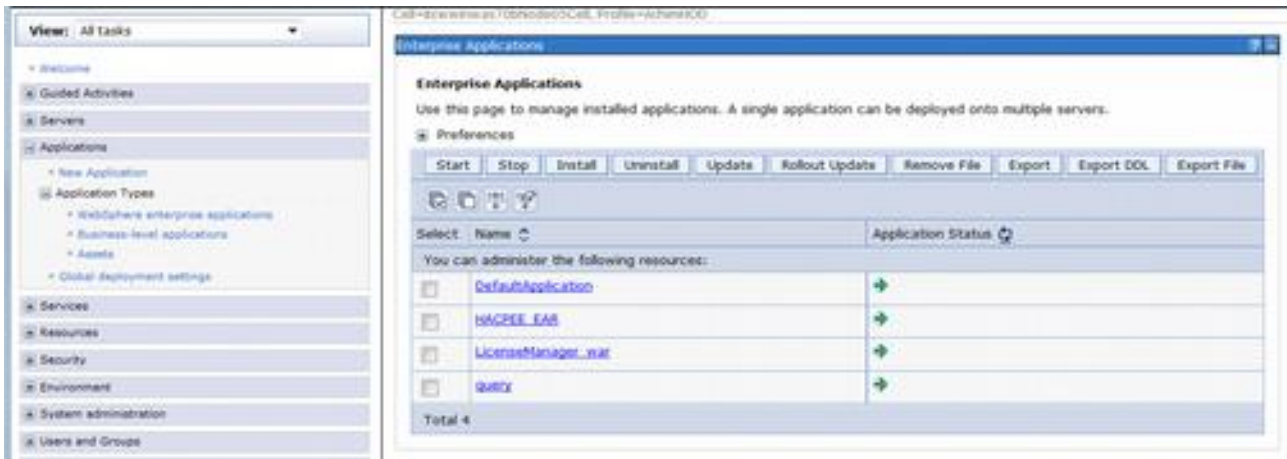 View: All tasks
Welcome
Guided Activities
Servers
Applications
New Application
Application Types
WebSphere enterprise applications
Business-level applications
Assets
Global deployment settings
Services
Resources
Security
Environment
System administration
Users and Groups
Enterprise Applications
Enterprise Applications
Use this page to manage installed applications. A single application can be deployed onto multiple servers.
Preferences
Start Stop Install Uninstall Update Rollout Update Remove File Export Export DDL Export File
Select Name Application Status
You can administer the following resources:
DefaultApplication
HACPEE_EAR
LicenseManager_war
query
Total 4